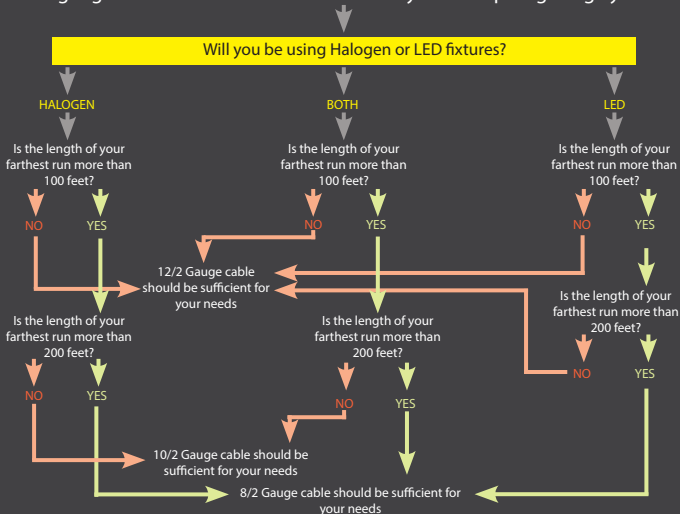 Will you be using Halogen or LED fixtures?
HALOGEN
BOTH
LED
Is the length of your
farthest run more than
100 feet?
Is the length of your
farthest run more than
100 feet?
Is the length of your
farthest run more than
100 feet?
NO
YES
NO
YES
NO
YES
12/2 Gauge cable
should be sufficient for
your needs
Is the length of your
farthest run more than
200 feet?
Is the length of your
farthest run more than
200 feet?
Is the length of your
farthest run more than
200 feet?
NO
YES
NO
YES
NO
YES
10/2 Gauge cable should be
sufficient for your needs
8/2 Gauge cable should be sufficient for
your needs